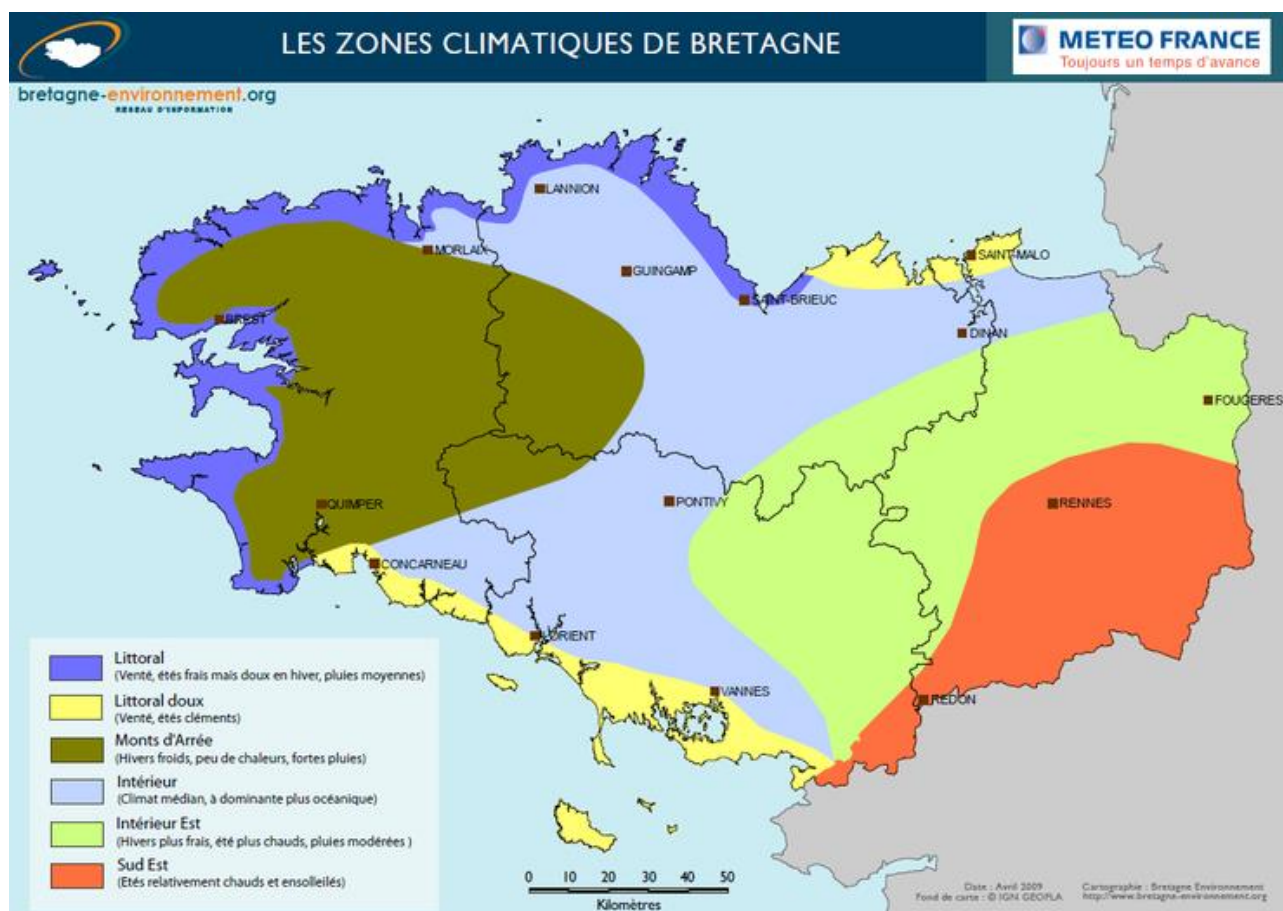 LES ZONES CLIMATIQUES DE BRETAGNE
METEO FRANCE
Toujours un temps d'avance
bretagne-environnement.org
RESEAU D'INFORMATION
LANNION
MORLAIX
GUINGAMP
SAINT-MALO
SAINT-BRIEUC
BREST
DINAN
FOUGERES
QUIMPER
PONTIVY
RENNES
CONCARNEAU
LORIENT
VANNES
REDON
Littoral
(Venté, étés frais mais doux en hiver, pluies moyennes)
Littoral doux
(Venté, étés cléments)
Monts d'Arrée
(Hivers froids, peu de chaleurs, fortes pluies)
Intérieur
(Climat médian, à dominante plus océanique)
Intérieur Est
(Hivers plus frais, été plus chauds, pluies modérées )
Sud Est
(Etés relativement chauds et ensolleilés)
0 10 20 30 40 50
Kilomètres
Date : Avril 2009
Fond de carte : © IGN GEOFLA
Cartographie : Bretagne Environnement
http://www.bretagne-environnement.org